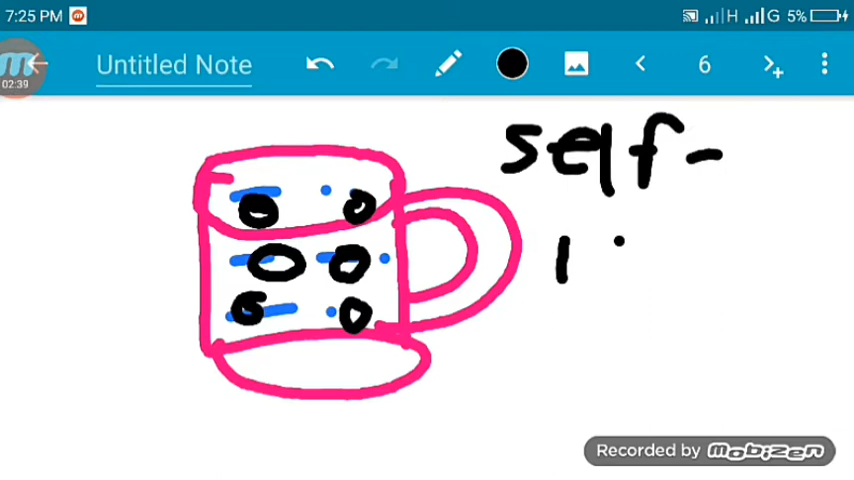 7:25 PM H G 5%
02:39 Untitled Note 6
self-
Recorded by mobizen